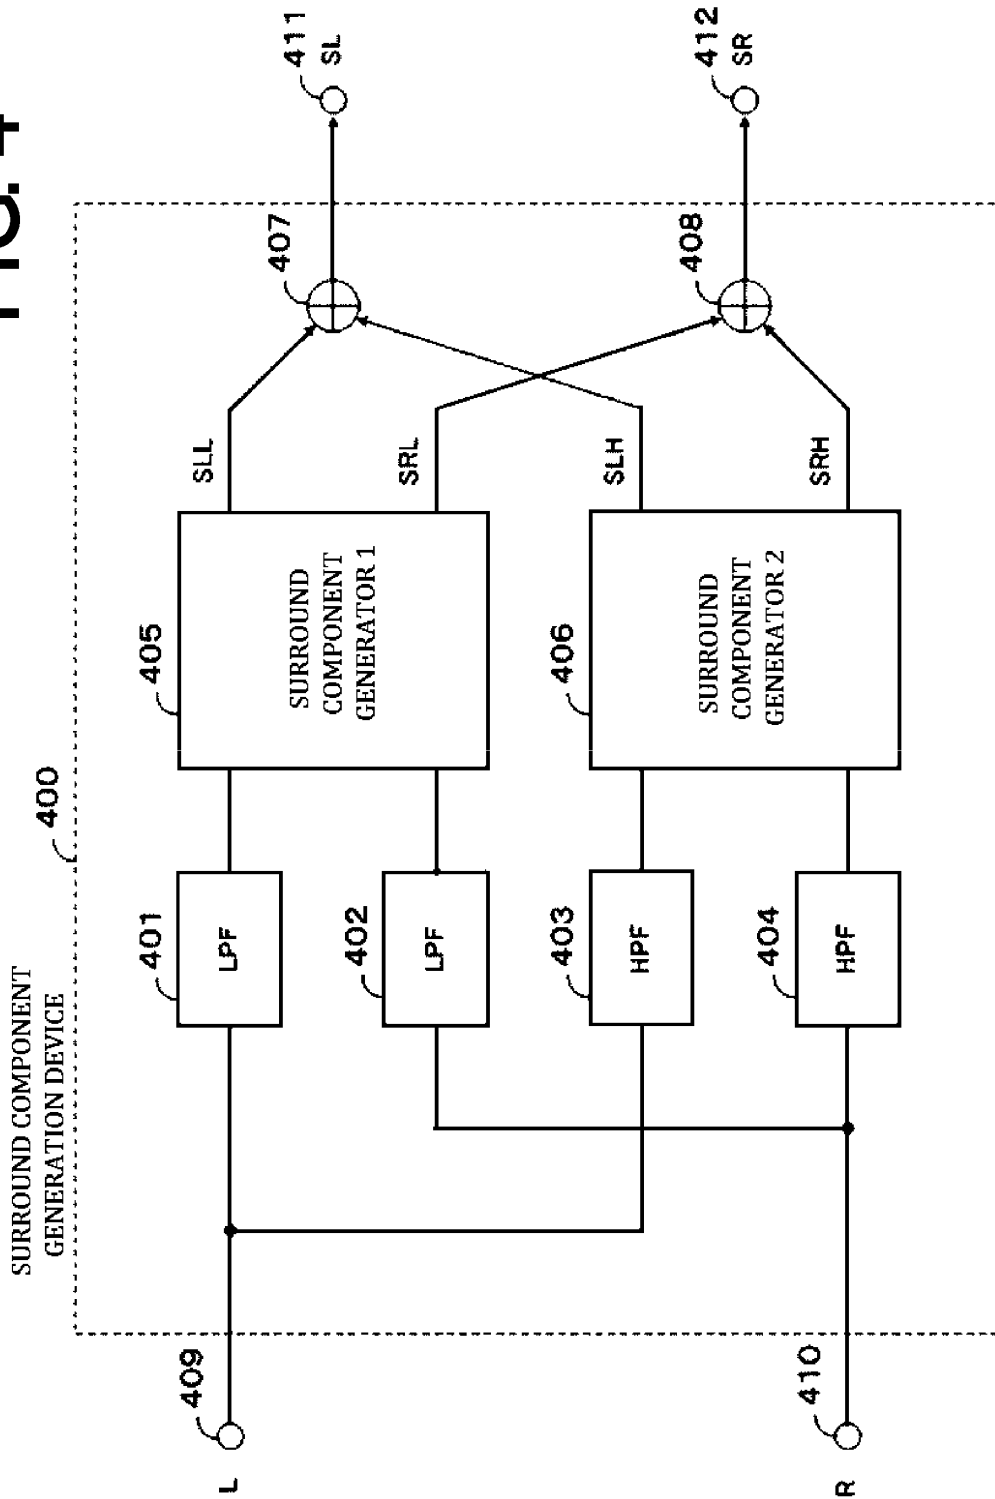 SURROUND COMPONENT
GENERATION DEVICE
400
L
409
R
410
401
LPF
402
LPF
403
HPF
404
HPF
405
SURROUND
COMPONENT
GENERATOR 1
406
SURROUND
COMPONENT
GENERATOR 2
SLL
SRL
SLH
SRH
407
408
411
SL
412
SR